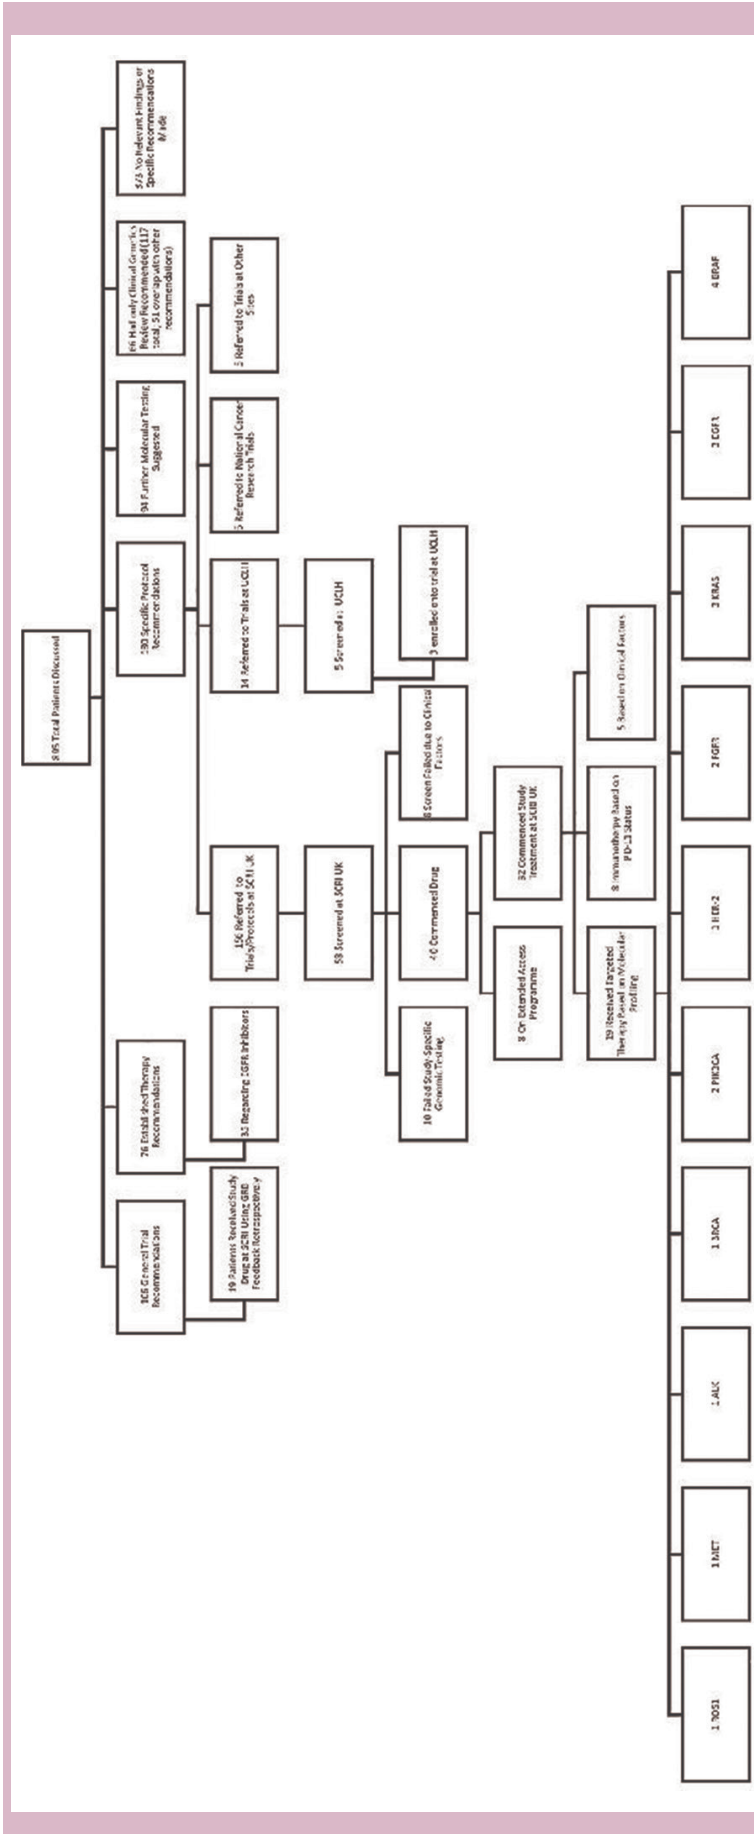 895 Total Patients Discussed
106 General Trial
Recommendations
76 Established Therapy
Recommendations
180 Specific Protocol
Recommendations
94 Further Molecular Testing
Suggested
66 Had only Clinical Genetics
Review Recommended (117
total, 51 overlap with other
recommendations)
373 No Relevant Findings or
Specific Recommendations
Made
19 Patients Received Study
Drug at SCRI Using GRB
Feedback Retrospectively
Regarding EGFR Inhibitors
156 Referred to
Trials/Protocols at SCRI UK
14 Referred to Trials at UCLH
5 Referred to National Cancer
Research Trials
5 Referred to Trials at Other
Sites
58 Screened at SCRI UK
5 Screened at UCLH
10 Failed Study-Specific
Genomic Testing
40 Commenced Drug
8 Screen Failed due to Clinical
Factors
3 enrolled onto trial at UCLH
8 On Extended Access
Programme
32 Commenced Study
Treatment at SCRI UK
19 Received Targeted
Therapy Based on Molecular
Profiling
8 Immunotherapy Based on
PD-L1 Status
5 Based on Clinical Factors
1 ROS1
1 MET
1 ALK
1 BRCA
2 PIK3CA
1 HER-2
2 FGFR
3 KRAS
3 EGFR
4 BRAF